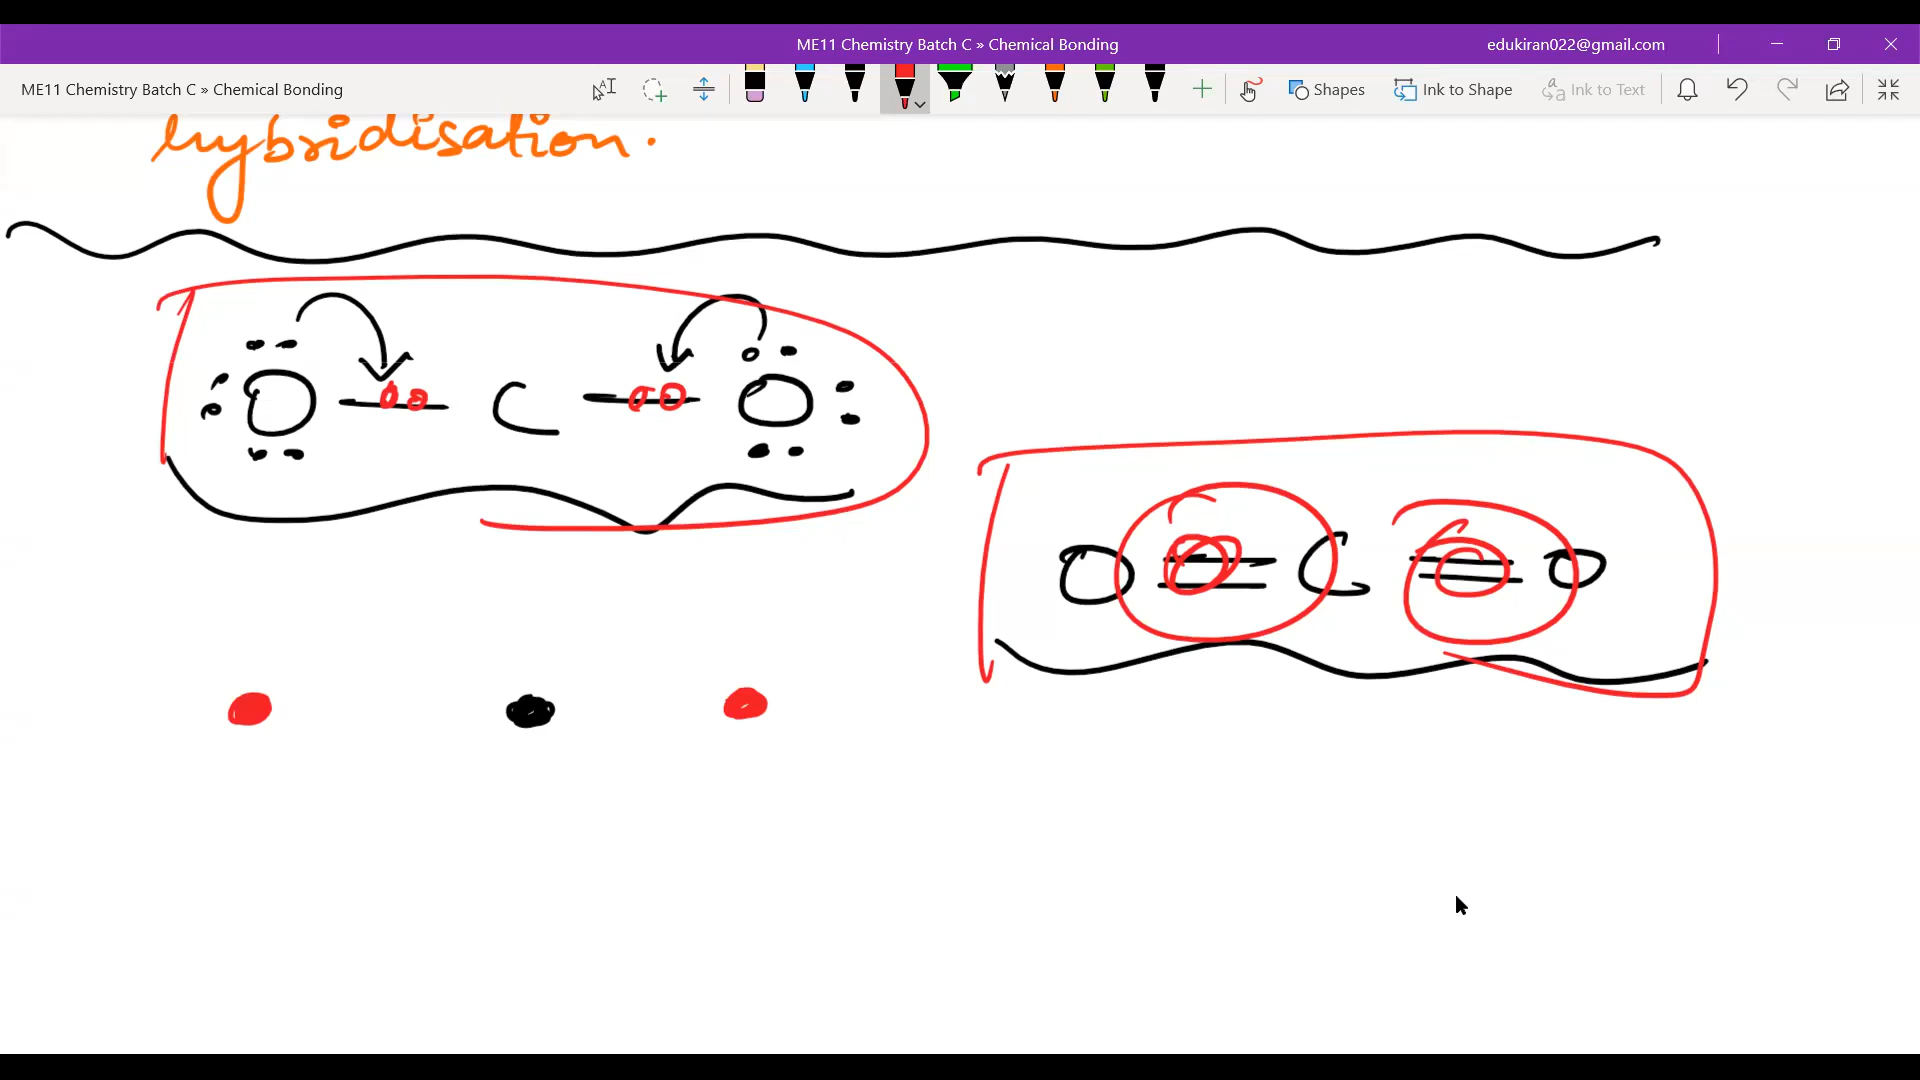 ME11 Chemistry Batch C » Chemical Bonding
edukiran022@gmail.com
ME11 Chemistry Batch C » Chemical Bonding
Shapes
Ink to Shape
Ink to Text
hybridisation.
O — C — O
O = C = O